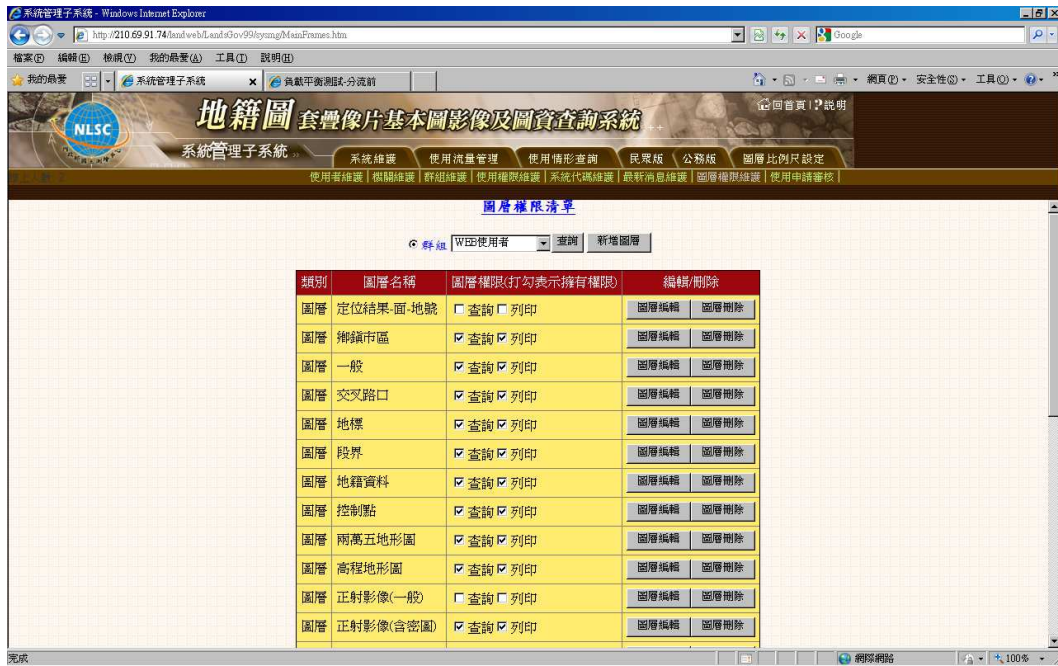 系統管理子系統 - Windows Internet Explorer
http://210.69.91.74/landweb/LandsGov99/sysmg/MainFrames.htm
Google
檔案(F) 編輯(E) 檢視(V) 我的最愛(A) 工具(T) 說明(H)
我的最愛 系統管理子系統 負載平衡測試-分流前 網頁(P) 安全性(S) 工具(O)
NLSC
地籍圖 套疊像片基本圖影像及圖資查詢系統
回首頁 | 說明
系統管理子系統 »
系統維護 使用流量管理 使用情形查詢 民眾版 公務版 圖層比例尺設定
使用者維護 | 機關維護 | 群組維護 | 使用權限維護 | 系統代碼維護 | 最新消息維護 | 圖層權限維護 | 使用申請審核 |
圖層權限清單
群組 WEB使用者 查詢 新增圖層
類別 圖層名稱 圖層權限(打勾表示擁有權限) 編輯/刪除
圖層 定位結果-面-地號 查詢 列印 圖層編輯 圖層刪除
圖層 鄉鎮市區 查詢 列印 圖層編輯 圖層刪除
圖層 一般 查詢 列印 圖層編輯 圖層刪除
圖層 交叉路口 查詢 列印 圖層編輯 圖層刪除
圖層 地標 查詢 列印 圖層編輯 圖層刪除
圖層 段界 查詢 列印 圖層編輯 圖層刪除
圖層 地籍資料 查詢 列印 圖層編輯 圖層刪除
圖層 控制點 查詢 列印 圖層編輯 圖層刪除
圖層 兩萬五地形圖 查詢 列印 圖層編輯 圖層刪除
圖層 高程地形圖 查詢 列印 圖層編輯 圖層刪除
圖層 正射影像(一般) 查詢 列印 圖層編輯 圖層刪除
圖層 正射影像(含密圖) 查詢 列印 圖層編輯 圖層刪除
完成 網際網路 100%